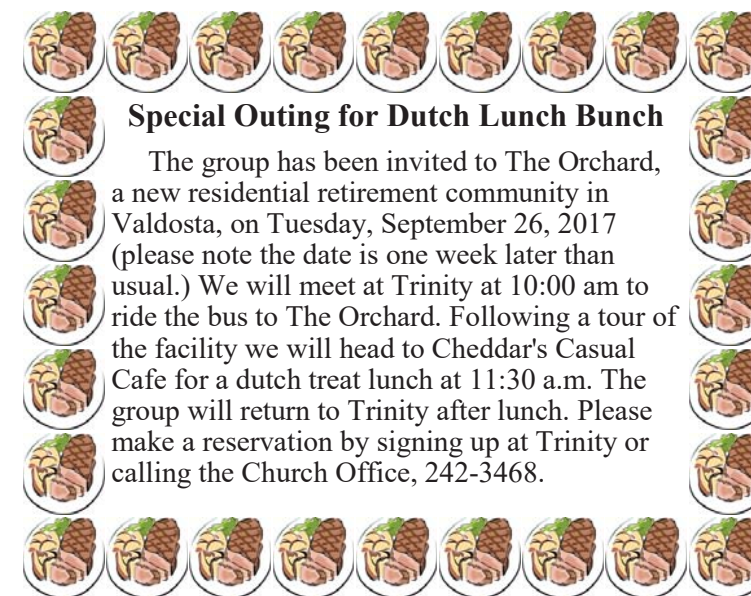 Special Outing for Dutch Lunch Bunch
The group has been invited to The Orchard,
a new residential retirement community in
Valdosta, on Tuesday, September 26, 2017
(please note the date is one week later than
usual.) We will meet at Trinity at 10:00 am to
ride the bus to The Orchard. Following a tour of
the facility we will head to Cheddar's Casual
Cafe for a dutch treat lunch at 11:30 a.m. The
group will return to Trinity after lunch. Please
make a reservation by signing up at Trinity or
calling the Church Office, 242-3468.